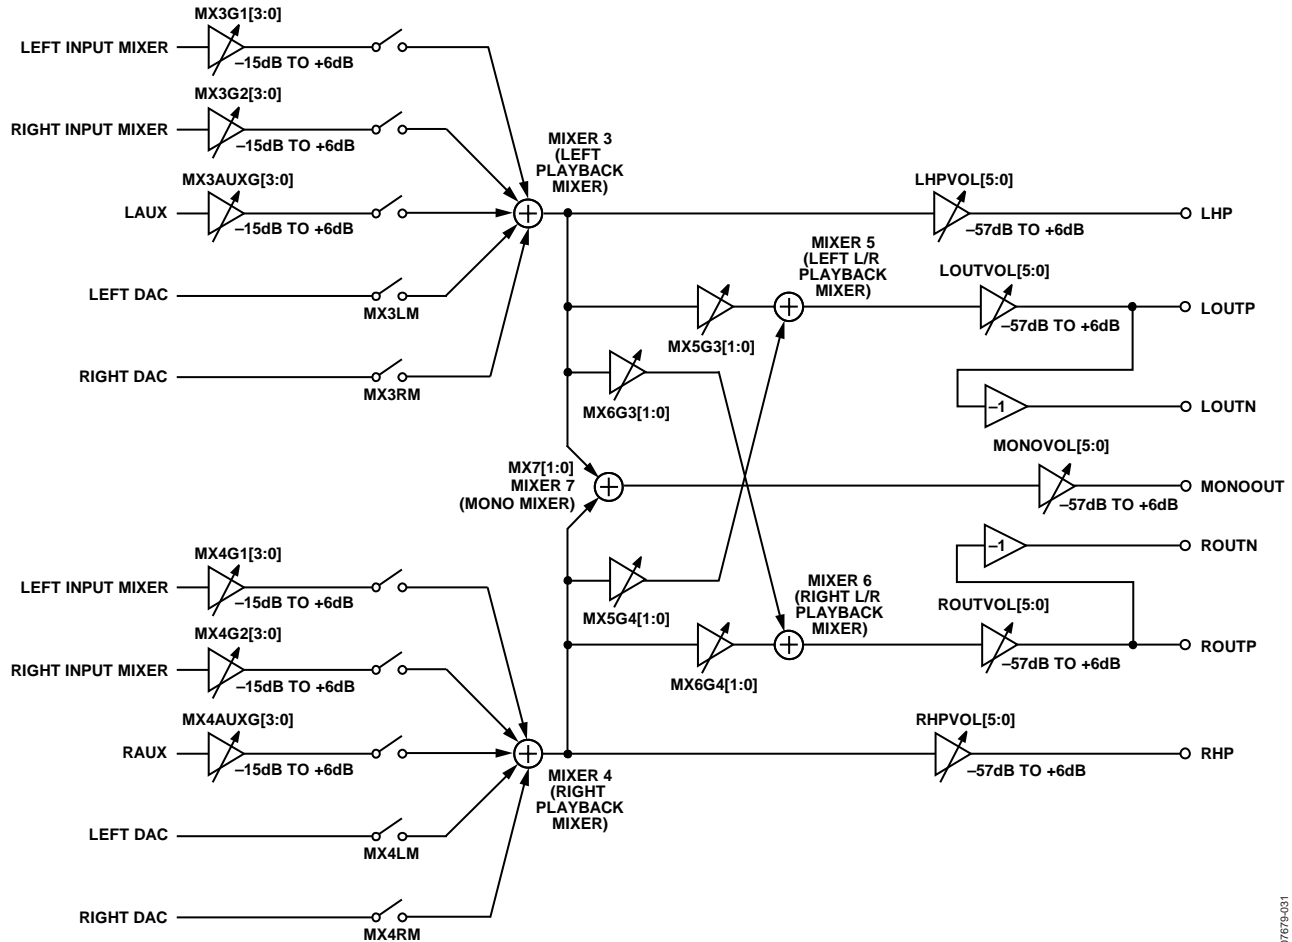 MX3G1[3:0]
LEFT INPUT MIXER
–15dB TO +6dB
MX3G2[3:0]
RIGHT INPUT MIXER
–15dB TO +6dB
MX3AUXG[3:0]
LAUX
–15dB TO +6dB
LEFT DAC
MX3LM
RIGHT DAC
MX3RM
MIXER 3
(LEFT
PLAYBACK
MIXER)
LHPVOL[5:0]
–57dB TO +6dB
LHP
MIXER 5
(LEFT L/R
PLAYBACK
MIXER)
LOUTVOL[5:0]
–57dB TO +6dB
LOUTP
MX5G3[1:0]
MX6G3[1:0]
–1
LOUTN
MX7[1:0]
MIXER 7
(MONO MIXER)
MONOVOL[5:0]
–57dB TO +6dB
MONOOUT
–1
ROUTN
MX5G4[1:0]
MIXER 6
(RIGHT L/R
PLAYBACK
MIXER)
ROUTVOL[5:0]
–57dB TO +6dB
ROUTP
MX6G4[1:0]
MX4G1[3:0]
LEFT INPUT MIXER
–15dB TO +6dB
MX4G2[3:0]
RIGHT INPUT MIXER
–15dB TO +6dB
MX4AUXG[3:0]
RAUX
–15dB TO +6dB
RHPVOL[5:0]
–57dB TO +6dB
RHP
MIXER 4
(RIGHT
PLAYBACK
MIXER)
LEFT DAC
MX4LM
RIGHT DAC
MX4RM
07679-031